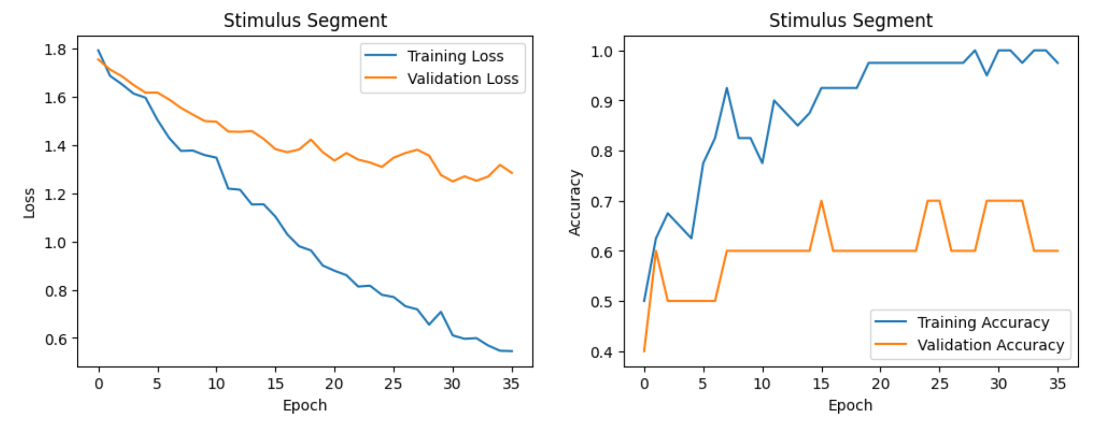 Stimulus Segment
1.8
1.6
1.4
1.2
1.0
0.8
0.6
Loss
Training Loss
Validation Loss
0 5 10 15 20 25 30 35
Epoch
Stimulus Segment
1.0
0.9
0.8
0.7
0.6
0.5
0.4
Accuracy
Training Accuracy
Validation Accuracy
0 5 10 15 20 25 30 35
Epoch